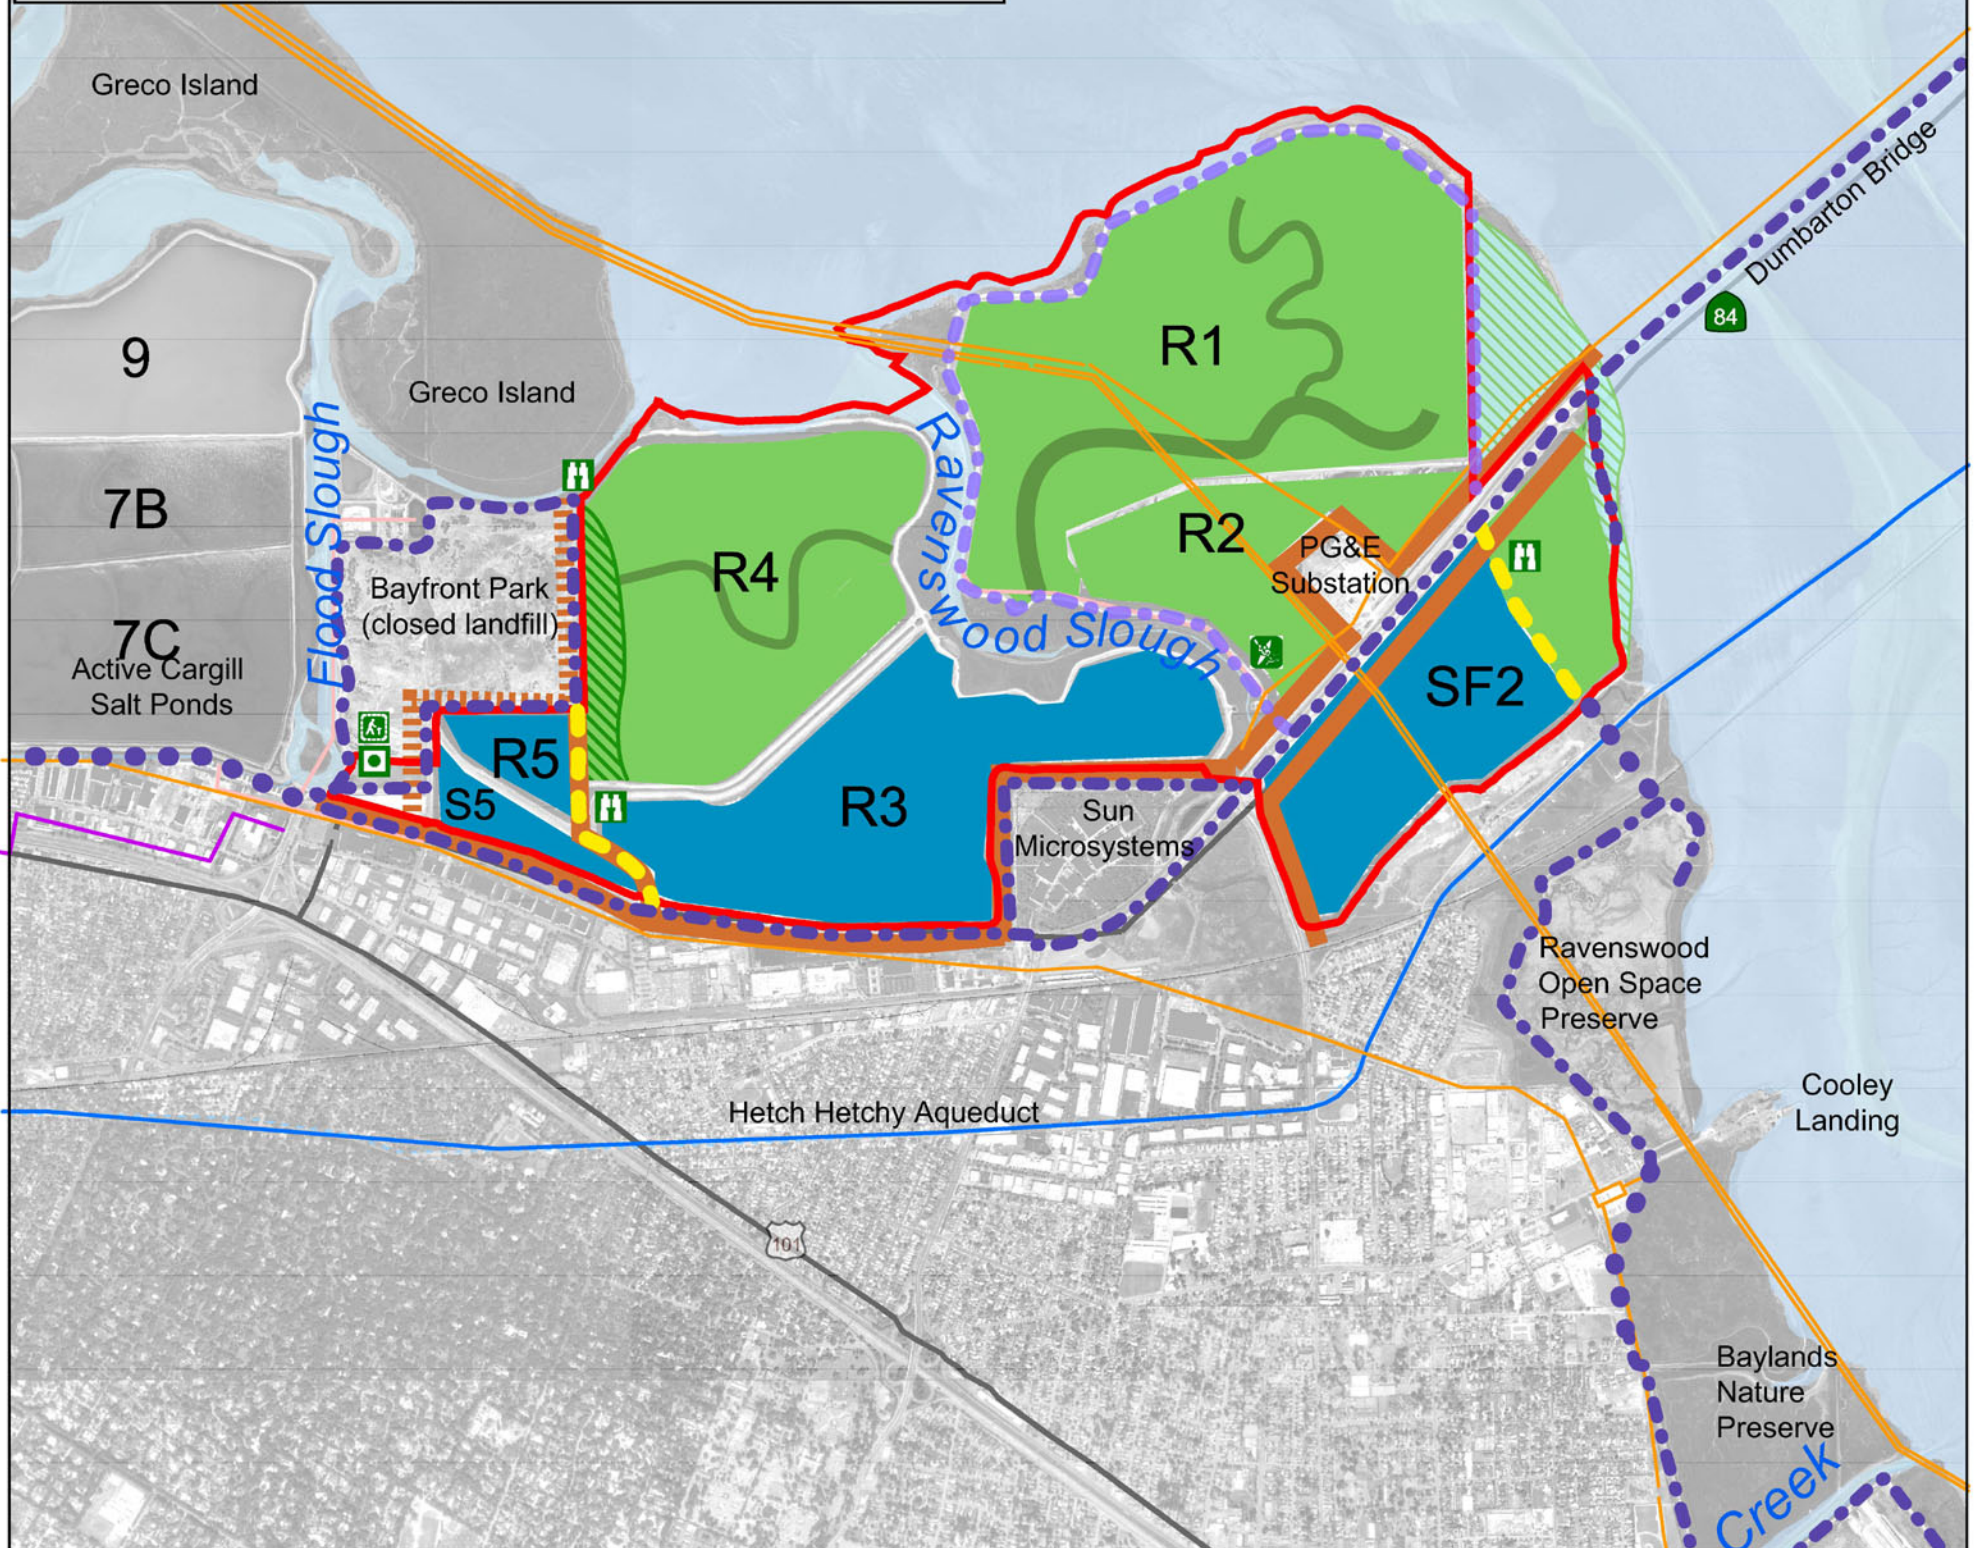 Greco Island
Dumbarton Bridge
84
9
R1
Greco Island
Flood Slough
Ravenswood Slough
7B
R2
PG&E
Substation
R4
Bayfront Park
(closed landfill)
7C
Active Cargill
Salt Ponds
SF2
R5
S5
R3
Sun
Microsystems
Ravenswood
Open Space
Preserve
Cooley
Landing
Hetch Hetchy Aqueduct
101
Baylands
Nature
Preserve
Creek